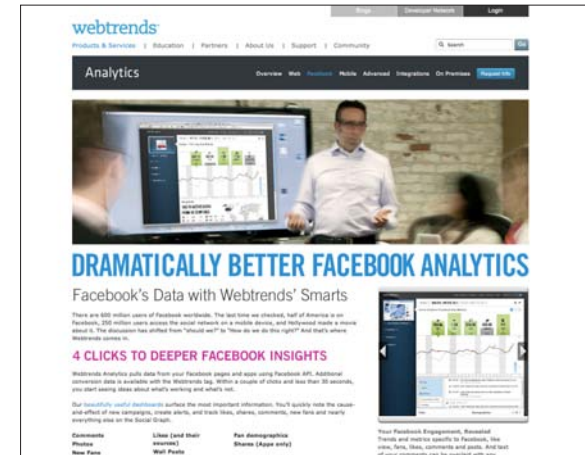 Blogs Developer Network Login
webtrends
Products & Services | Education | Partners | About Us | Support | Community
Search Go
Analytics
Overview Web Facebook Mobile Advanced Integrations On Premises Request Info
DRAMATICALLY BETTER FACEBOOK ANALYTICS
Facebook's Data with Webtrends' Smarts
There are 600 million users of Facebook worldwide. The last time we checked, half of America is on
Facebook, 250 million users access the social network on a mobile device, and Hollywood made a movie
about it. The discussion has shifted from "should we?" to "How do we do this right?" And that's where
Webtrends comes in.
4 CLICKS TO DEEPER FACEBOOK INSIGHTS
Webtrends Analytics pulls data from your Facebook pages and apps using Facebook API. Additional
conversion data is available with the Webtrends tag. Within a couple of clicks and less than 30 seconds,
you start seeing ideas about what's working and what's not.
Our beautifully useful dashboards surface the most important information. You'll quickly note the cause-
and-effect of new campaigns, create alerts, and track likes, shares, comments, new fans and nearly
everything else on the Social Graph.
Comments
Photos
New Fans
Likes (and their
sources)
Wall Posts
Fan demographics
Shares (Apps only)
Your Facebook Engagement, Revealed
Trends and metrics specific to Facebook, like
view, fans, likes, comments and posts. And text
of your comments can be overlaid with you